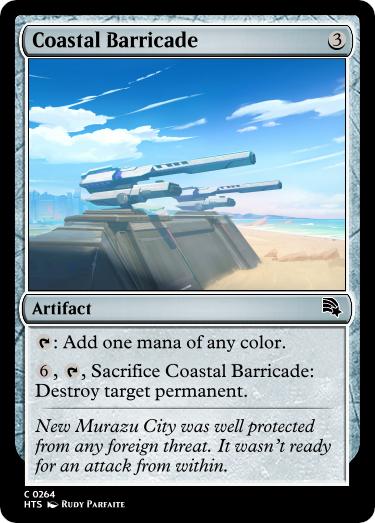 Coastal Barricade 3
Artifact
: Add one mana of any color.
6, , Sacrifice Coastal Barricade:
Destroy target permanent.
New Murazu City was well protected
from any foreign threat. It wasn't ready
for an attack from within.
C 0264
HTS Rudy Parfaite